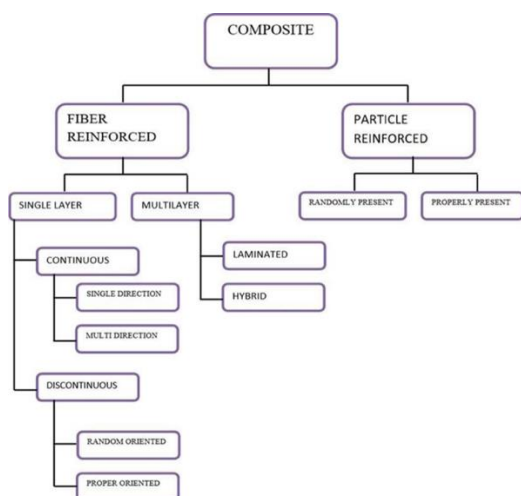 COMPOSITE
FIBER
REINFORCED
PARTICLE
REINFORCED
SINGLE LAYER
MULTILAYER
RANDOMLY PRESENT
PROPERLY PRESENT
CONTINUOUS
LAMINATED
SINGLE DIRECTION
HYBRID
MULTI DIRECTION
DISCONTINUOUS
RANDOM ORIENTED
PROPER ORIENTED